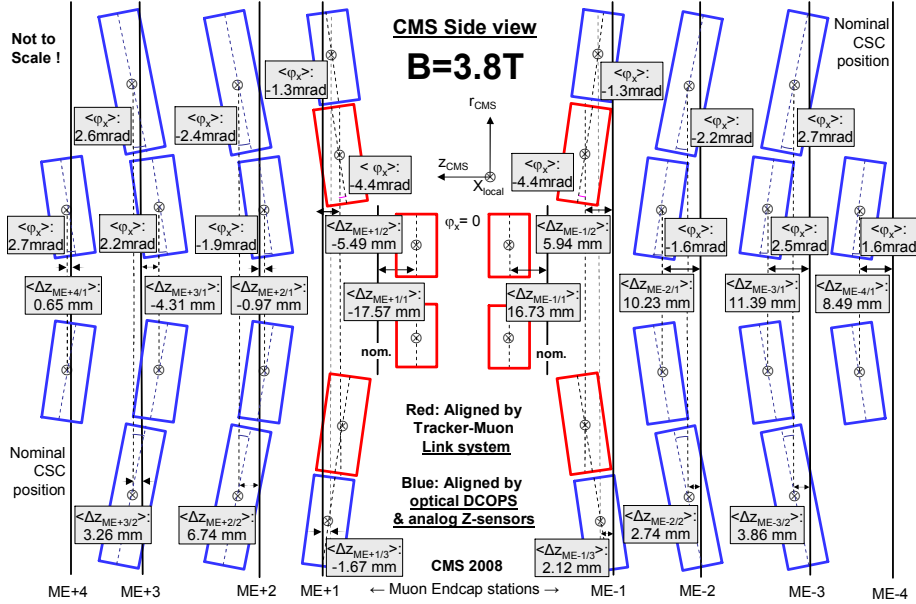 Not to
Scale !
CMS Side view
B=3.8T
Nominal
CSC
position
<φx>:
-1.3mrad
<φx>:
-1.3mrad
<φx>:
2.6mrad
<φx>:
-2.4mrad
<φx>:
-2.2mrad
<φx>:
2.7mrad
rCMS
zCMS
Xlocal
< φx>:
-4.4mrad
<φx>:
-4.4mrad
<φx>:
2.7mrad
<φx>:
2.2mrad
<φx>:
-1.9mrad
φx= 0
<φx>:
-1.6mrad
<φx>:
2.5mrad
<φx>:
1.6mrad
<ΔzME+1/2>:
-5.49 mm
<ΔzME-1/2>:
5.94 mm
<ΔzME+4/1>:
0.65 mm
<ΔzME+3/1>:
-4.31 mm
<ΔzME+2/1>:
-0.97 mm
<ΔzME+1/1>:
-17.57 mm
<ΔzME-1/1>:
16.73 mm
<ΔzME-2/1>:
10.23 mm
<ΔzME-3/1>:
11.39 mm
<ΔzME-4/1>:
8.49 mm
nom.
nom.
Red: Aligned by
Tracker-Muon
Link system
Nominal
CSC
position
Blue: Aligned by
optical DCOPS
& analog Z-sensors
<ΔzME+3/2>:
3.26 mm
<ΔzME+2/2>:
6.74 mm
<ΔzME+1/3>:
-1.67 mm
<ΔzME-1/3>:
2.12 mm
<ΔzME-2/2>:
2.74 mm
<ΔzME-3/2>:
3.86 mm
CMS 2008
ME+4
ME+3
ME+2
ME+1
← Muon Endcap stations →
ME-1
ME-2
ME-3
ME-4